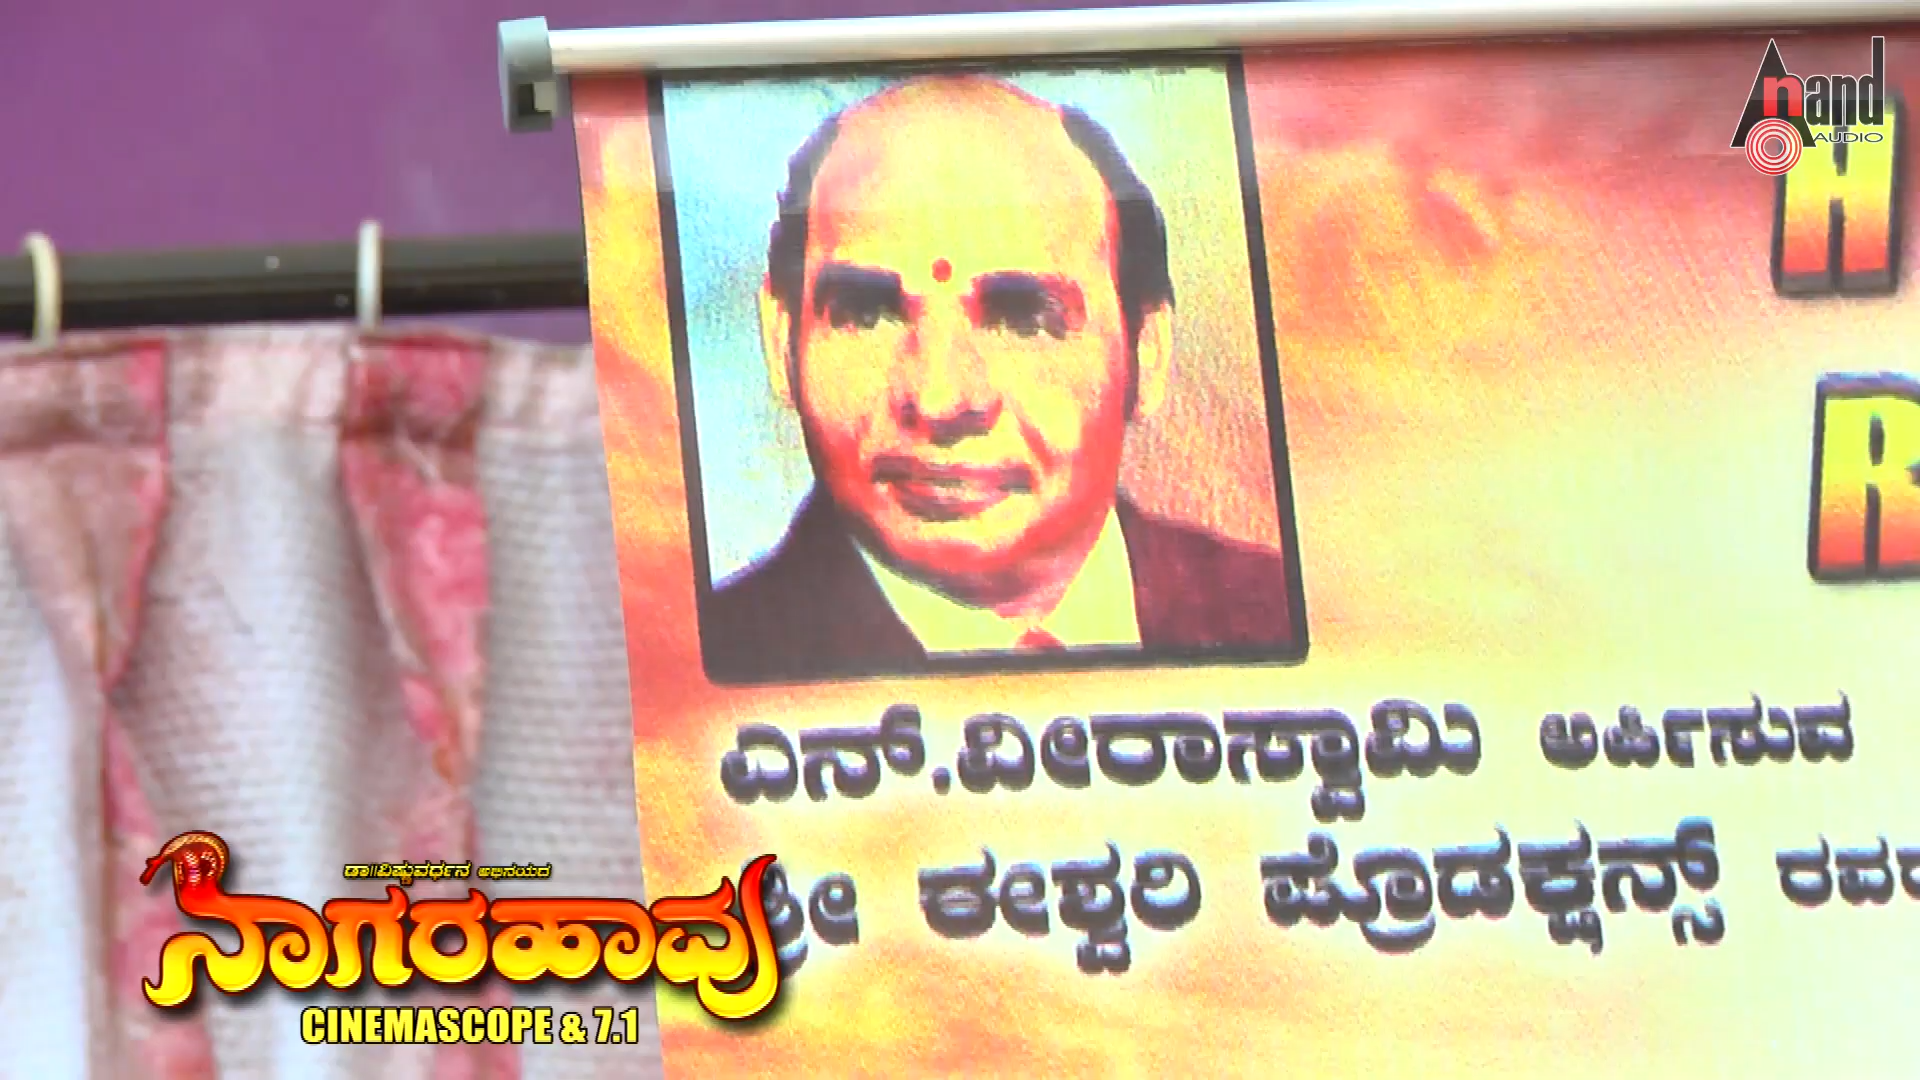 Anand
AUDIO
H
R
ಎನ್.ವೀರಾಸ್ವಾಮಿ ಅರ್ಪಿಸುವ
ಶ್ರೀ ಈಶ್ವರಿ ಪ್ರೊಡಕ್ಷನ್ಸ್
ಡಾ||ವಿಷ್ಣುವರ್ಧನ ಅಭಿನಯದ
ನಾಗರಹಾವು
CINEMASCOPE & 7.1